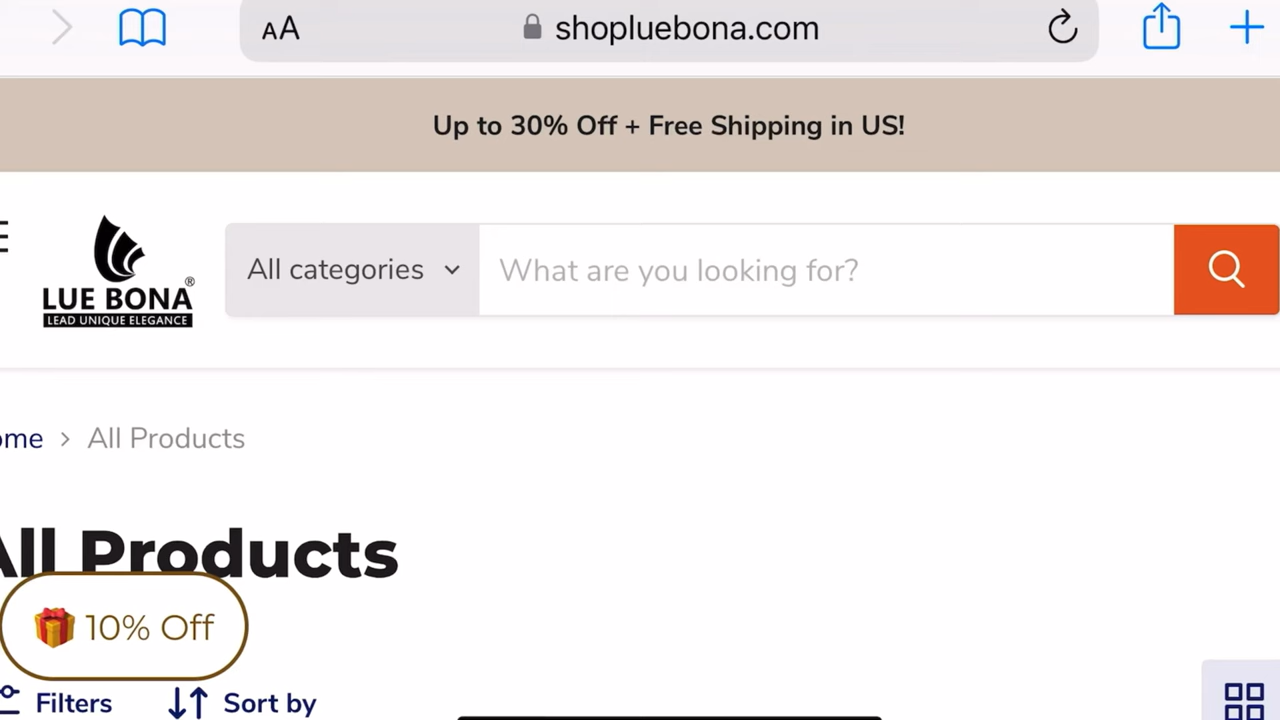 AA shopluebona.com
Up to 30% Off + Free Shipping in US!
LUE BONA®
LEAD UNIQUE ELEGANCE
All categories
What are you looking for?
ome > All Products
All Products
🎁 10% Off
Filters
Sort by